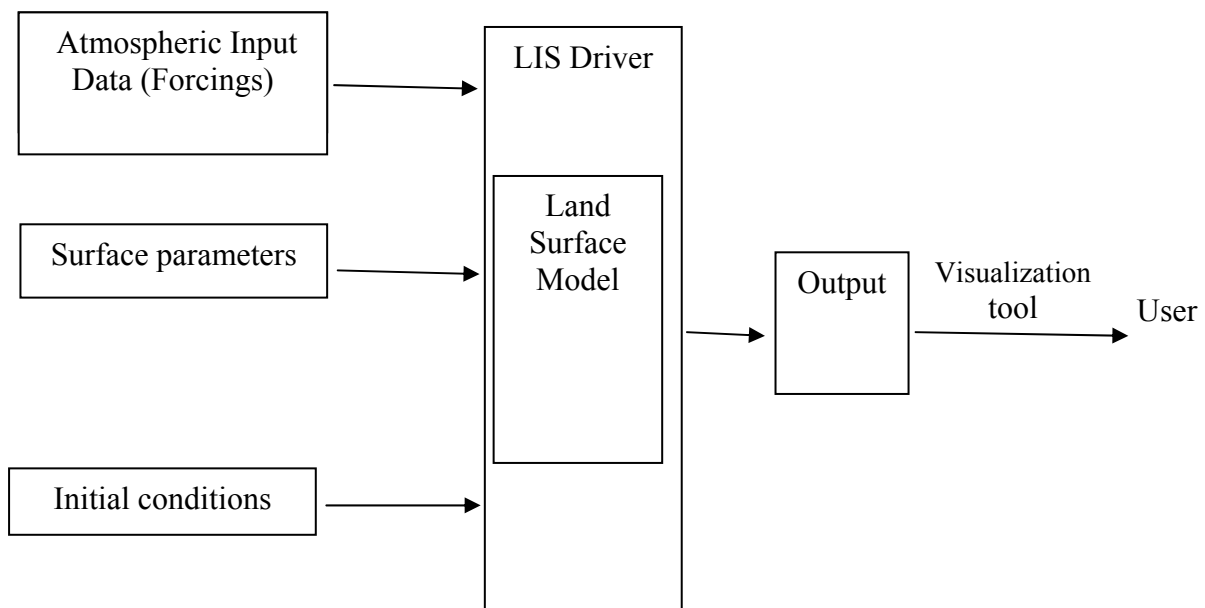 Atmospheric Input
Data (Forcings)
LIS Driver
Land
Surface
Model
Surface parameters
Output
Visualization
tool
User
Initial conditions